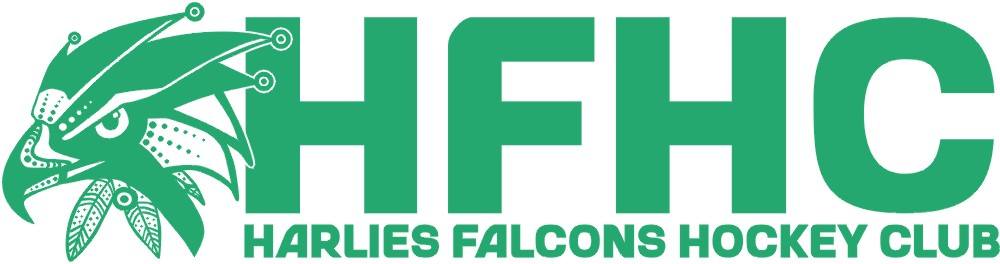 HFHC
HARLIES FALCONS HOCKEY CLUB